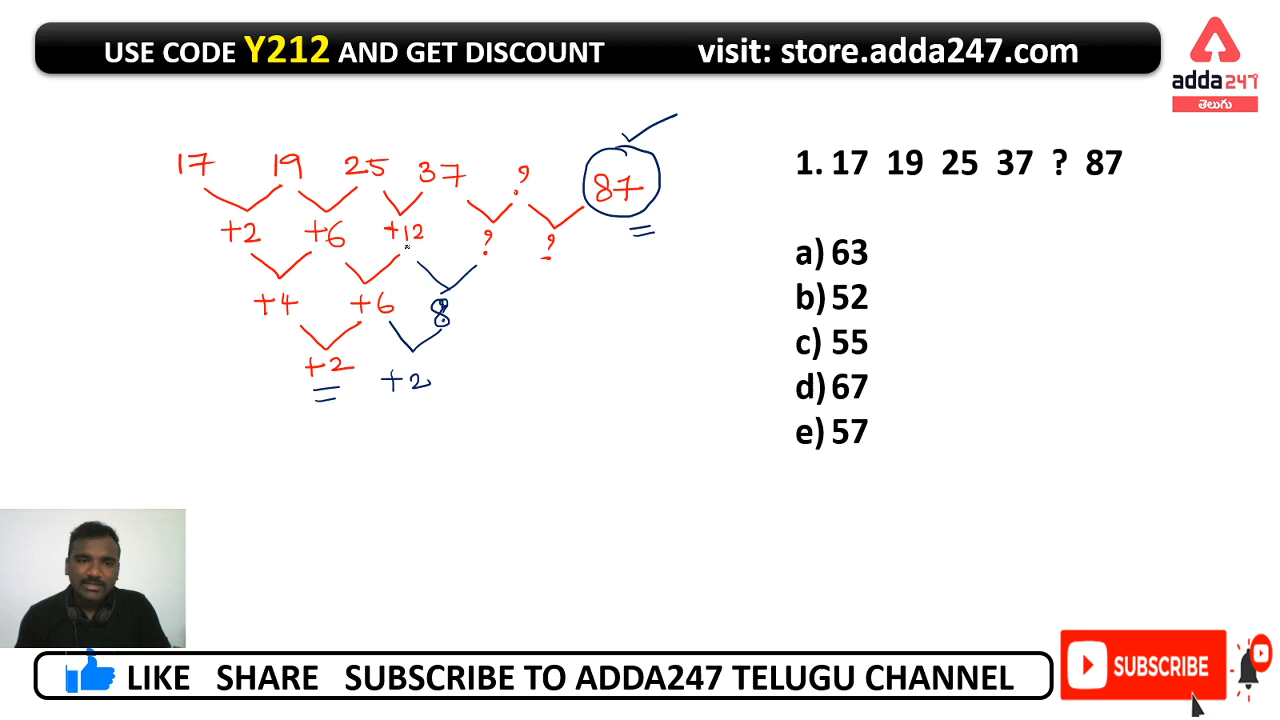 USE CODE Y212 AND GET DISCOUNT visit: store.adda247.com
adda247
తెలుగు
17 19 25 37 ? 87
+2 +6 +12 ? ?
+4 +6 8
+2 +2
1. 17 19 25 37 ? 87
a) 63
b) 52
c) 55
d) 67
e) 57
LIKE SHARE SUBSCRIBE TO ADDA247 TELUGU CHANNEL
SUBSCRIBE